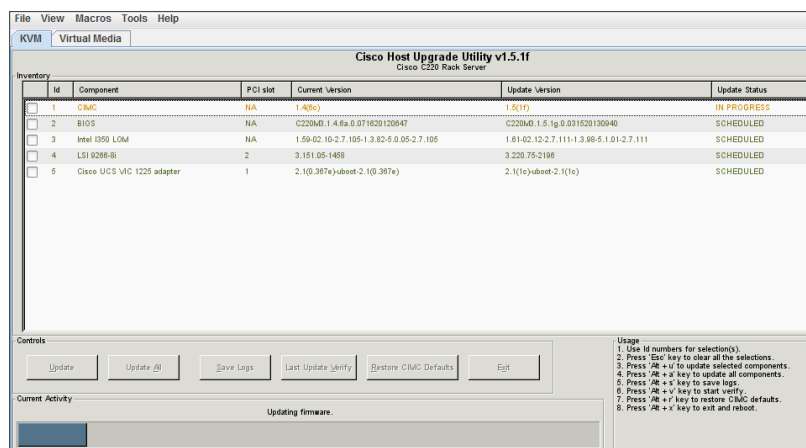 File View Macros Tools Help
KVM Virtual Media
Cisco Host Upgrade Utility v1.5.1f
Cisco C220 Rack Server
Inventory
Id Component PCI slot Current Version Update Version Update Status
1 CIMC NA 1.4(6c) 1.5(1f) IN PROGRESS
2 BIOS NA C220M3.1.4.6a.0.071620120647 C220M3.1.5.1g.0.031520130940 SCHEDULED
3 Intel I350 LOM NA 1.59-02.10-2.7.105-1.3.82-5.0.05-2.7.105 1.61-02.12-2.7.111-1.3.98-5.1.01-2.7.111 SCHEDULED
4 LSI 9266-8i 2 3.151.05-1458 3.220.75-2196 SCHEDULED
5 Cisco UCS VIC 1225 adapter 1 2.1(0.367e)-uboot-2.1(0.367e) 2.1(1c)-uboot-2.1(1c) SCHEDULED
Controls
Update Update All Save Logs Last Update Verify Restore CIMC Defaults Exit
Usage
1. Use Id numbers for selection(s).
2. Press 'Esc' key to clear all the selections.
3. Press 'Alt + u' to update selected components.
4. Press 'Alt + a' key to update all components.
5. Press 'Alt + s' key to save logs.
6. Press 'Alt + v' key to start verify.
7. Press 'Alt + r' key to restore CIMC defaults.
8. Press 'Alt + x' key to exit and reboot.
Current Activity
Updating firmware.